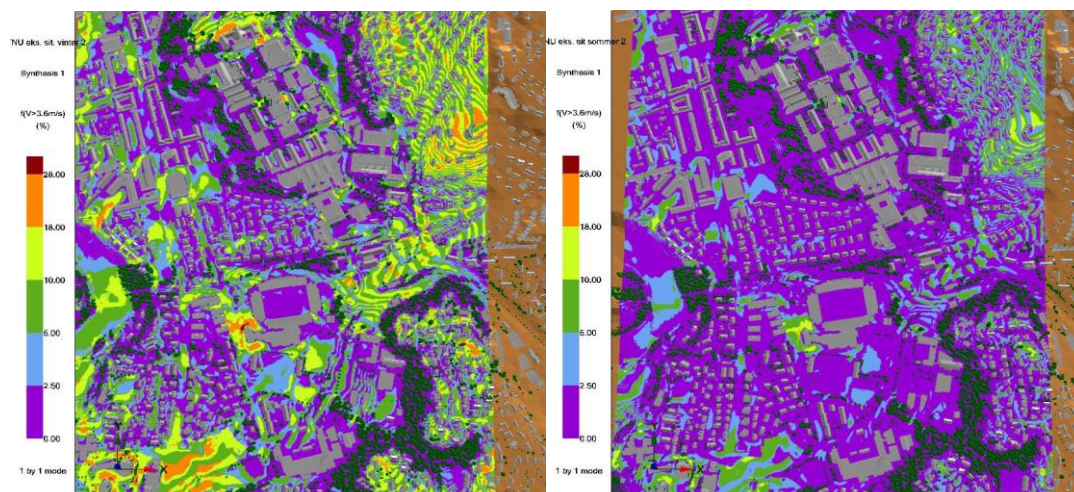 TNU eks. sit. vinter 2
Synthesis 1
f(V>3.6m/s)
(%)
28.00
18.00
10.00
5.00
2.50
0.00
Y
X
1 by 1 mode
NU eks. sit sommer 2
Synthesis 1
f(V>3.6m/s)
(%)
28.00
18.00
10.00
5.00
2.50
0.00
X
1 by 1 mode